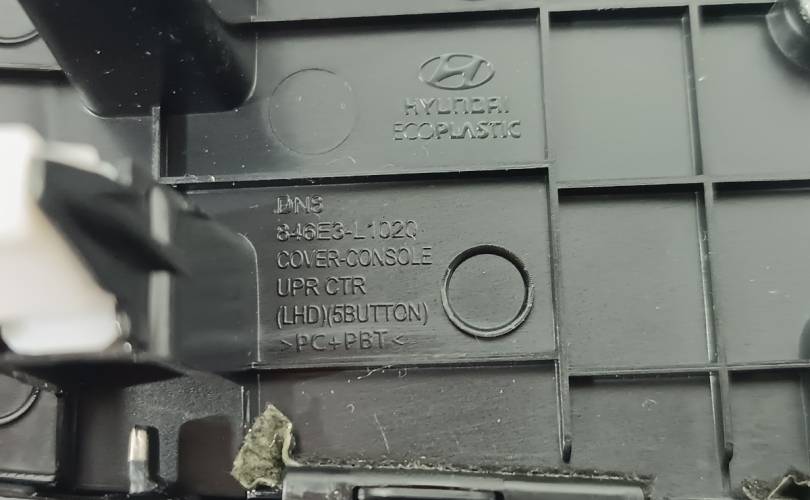 HYUNDAI
ECOPLASTIC
DN8
846E3-L1020
COVER-CONSOLE
UPR CTR
(LHD)(5BUTTON)
>PC+PBT<